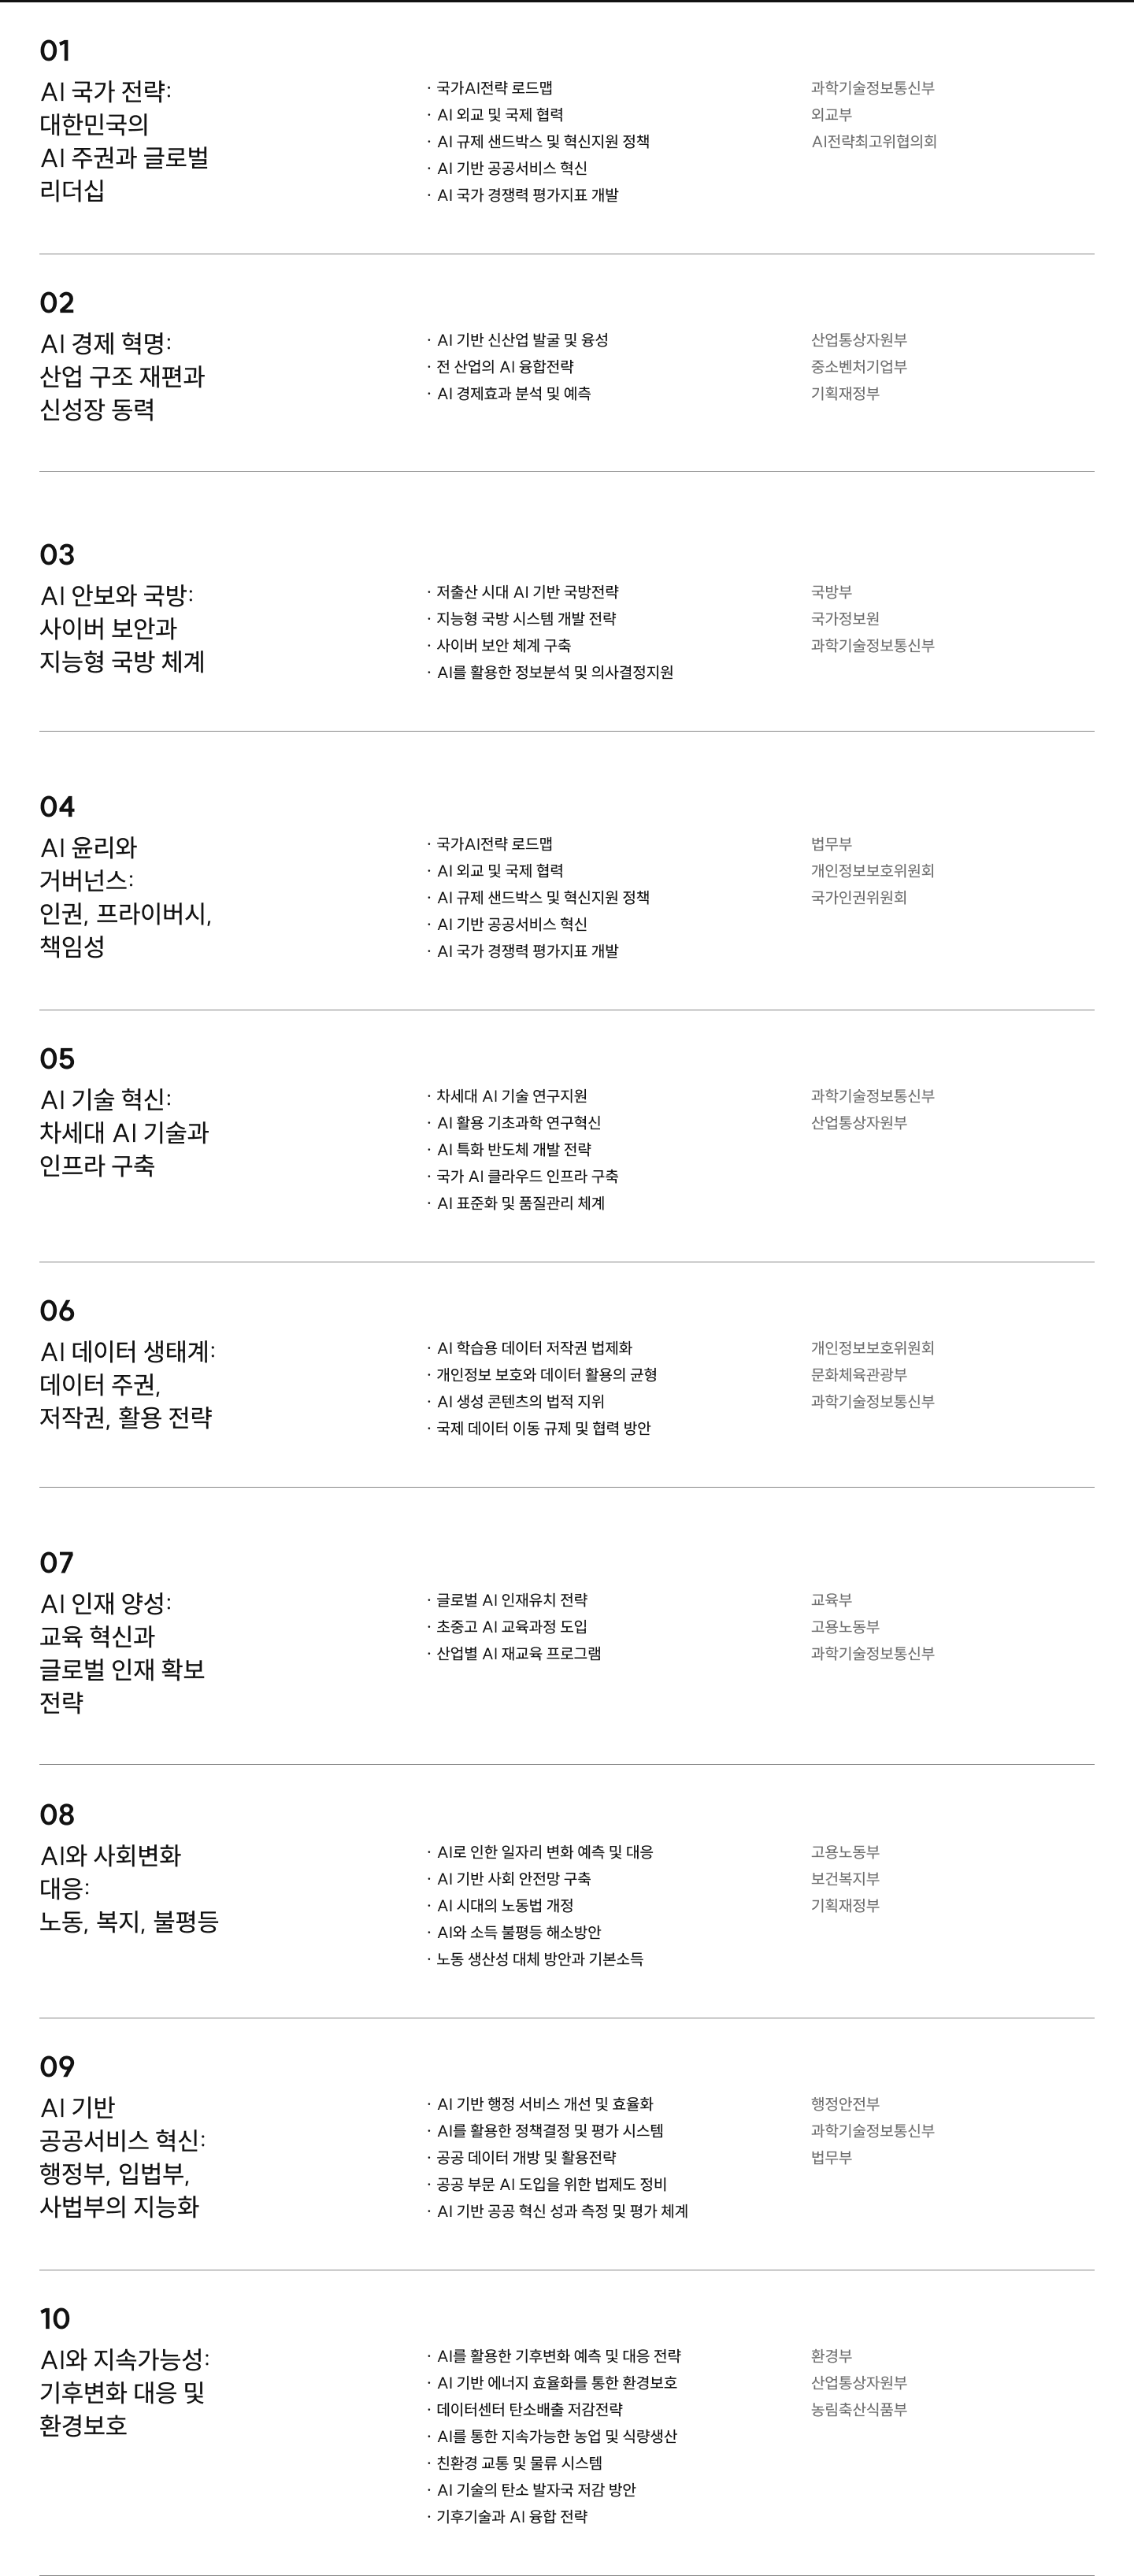 01
AI 국가 전략:
대한민국의
AI 주권과 글로벌
리더십
· 국가AI전략 로드맵
· AI 외교 및 국제 협력
· AI 규제 샌드박스 및 혁신지원 정책
· AI 기반 공공서비스 혁신
· AI 국가 경쟁력 평가지표 개발
과학기술정보통신부
외교부
AI전략최고위협의회
02
AI 경제 혁명:
산업 구조 재편과
신성장 동력
· AI 기반 신산업 발굴 및 융성
· 전 산업의 AI 융합전략
· AI 경제효과 분석 및 예측
산업통상자원부
중소벤처기업부
기획재정부
03
AI 안보와 국방:
사이버 보안과
지능형 국방 체계
· 저출산 시대 AI 기반 국방전략
· 지능형 국방 시스템 개발 전략
· 사이버 보안 체계 구축
· AI를 활용한 정보분석 및 의사결정지원
국방부
국가정보원
과학기술정보통신부
04
AI 윤리와
거버넌스:
인권, 프라이버시,
책임성
· 국가AI전략 로드맵
· AI 외교 및 국제 협력
· AI 규제 샌드박스 및 혁신지원 정책
· AI 기반 공공서비스 혁신
· AI 국가 경쟁력 평가지표 개발
법무부
개인정보보호위원회
국가인권위원회
05
AI 기술 혁신:
차세대 AI 기술과
인프라 구축
· 차세대 AI 기술 연구지원
· AI 활용 기초과학 연구혁신
· AI 특화 반도체 개발 전략
· 국가 AI 클라우드 인프라 구축
· AI 표준화 및 품질관리 체계
과학기술정보통신부
산업통상자원부
06
AI 데이터 생태계:
데이터 주권,
저작권, 활용 전략
· AI 학습용 데이터 저작권 법제화
· 개인정보 보호와 데이터 활용의 균형
· AI 생성 콘텐츠의 법적 지위
· 국제 데이터 이동 규제 및 협력 방안
개인정보보호위원회
문화체육관광부
과학기술정보통신부
07
AI 인재 양성:
교육 혁신과
글로벌 인재 확보
전략
· 글로벌 AI 인재유치 전략
· 초중고 AI 교육과정 도입
· 산업별 AI 재교육 프로그램
교육부
고용노동부
과학기술정보통신부
08
AI와 사회변화
대응:
노동, 복지, 불평등
· AI로 인한 일자리 변화 예측 및 대응
· AI 기반 사회 안전망 구축
· AI 시대의 노동법 개정
· AI와 소득 불평등 해소방안
· 노동 생산성 대체 방안과 기본소득
고용노동부
보건복지부
기획재정부
09
AI 기반
공공서비스 혁신:
행정부, 입법부,
사법부의 지능화
· AI 기반 행정 서비스 개선 및 효율화
· AI를 활용한 정책결정 및 평가 시스템
· 공공 데이터 개방 및 활용전략
· 공공 부문 AI 도입을 위한 법제도 정비
· AI 기반 공공 혁신 성과 측정 및 평가 체계
행정안전부
과학기술정보통신부
법무부
10
AI와 지속가능성:
기후변화 대응 및
환경보호
· AI를 활용한 기후변화 예측 및 대응 전략
· AI 기반 에너지 효율화를 통한 환경보호
· 데이터센터 탄소배출 저감전략
· AI를 통한 지속가능한 농업 및 식량생산
· 친환경 교통 및 물류 시스템
· AI 기술의 탄소 발자국 저감 방안
· 기후기술과 AI 융합 전략
환경부
산업통상자원부
농림축산식품부